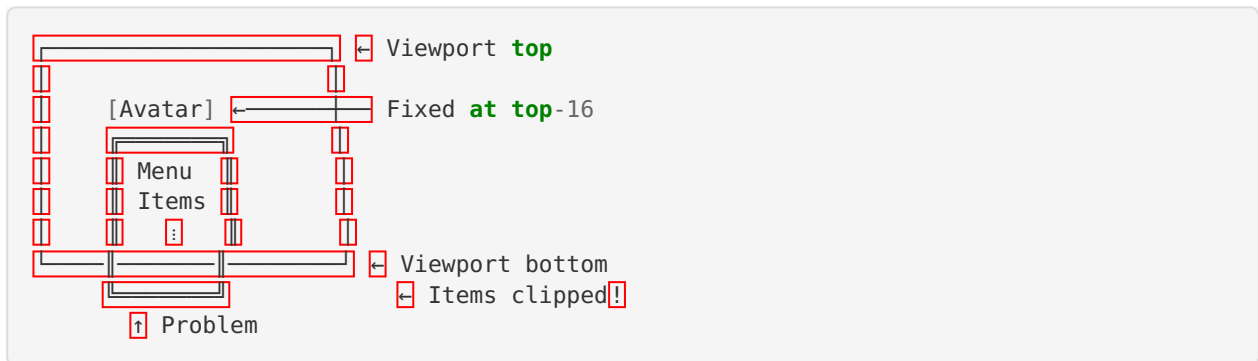 ┌───────────────────┐ ← Viewport top
│                   │
│    [Avatar] ←─────┼── Fixed at top-16
│    ╔═══════╗      │
│    ║ Menu  ║      │
│    ║ Items ║      │
│    ║   ⋮   ║      │
└────║───────║────────┘ ← Viewport bottom
     ╚═══════╝           ← Items clipped!
       ↑ Problem